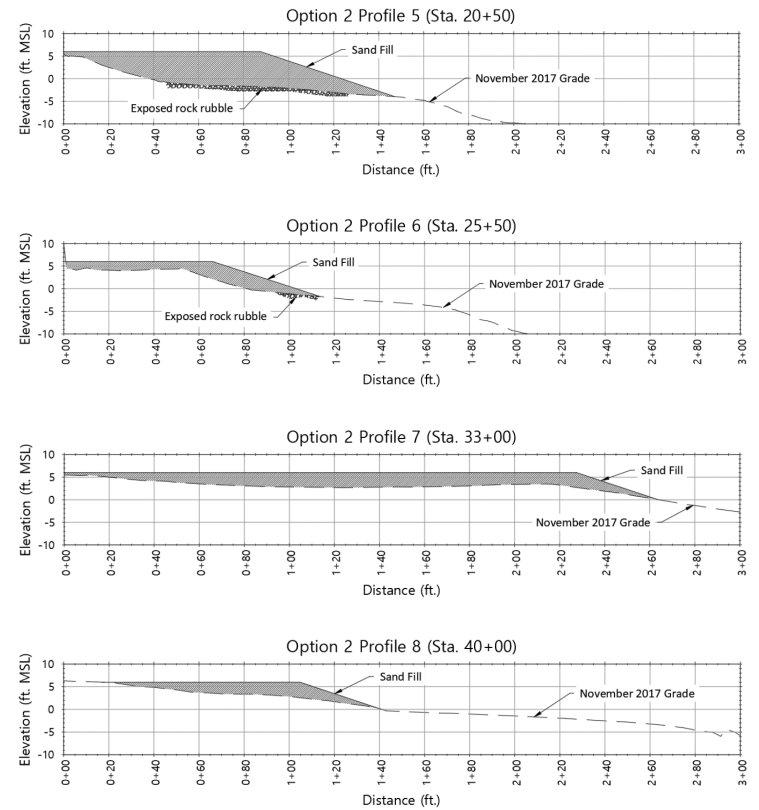 Option 2 Profile 5 (Sta. 20+50)
Elevation (ft. MSL)
10
5
0
-5
-10
Sand Fill
November 2017 Grade
Exposed rock rubble
0+00 0+20 0+40 0+60 0+80 1+00 1+20 1+40 1+60 1+80 2+00 2+20 2+40 2+60 2+80 3+00
Distance (ft.)
Option 2 Profile 6 (Sta. 25+50)
Elevation (ft. MSL)
10
5
0
-5
-10
Sand Fill
November 2017 Grade
Exposed rock rubble
0+00 0+20 0+40 0+60 0+80 1+00 1+20 1+40 1+60 1+80 2+00 2+20 2+40 2+60 2+80 3+00
Distance (ft.)
Option 2 Profile 7 (Sta. 33+00)
Elevation (ft. MSL)
10
5
0
-5
-10
Sand Fill
November 2017 Grade
0+00 0+20 0+40 0+60 0+80 1+00 1+20 1+40 1+60 1+80 2+00 2+20 2+40 2+60 2+80 3+00
Distance (ft.)
Option 2 Profile 8 (Sta. 40+00)
Elevation (ft. MSL)
10
5
0
-5
-10
Sand Fill
November 2017 Grade
0+00 0+20 0+40 0+60 0+80 1+00 1+20 1+40 1+60 1+80 2+00 2+20 2+40 2+60 2+80 3+00
Distance (ft.)